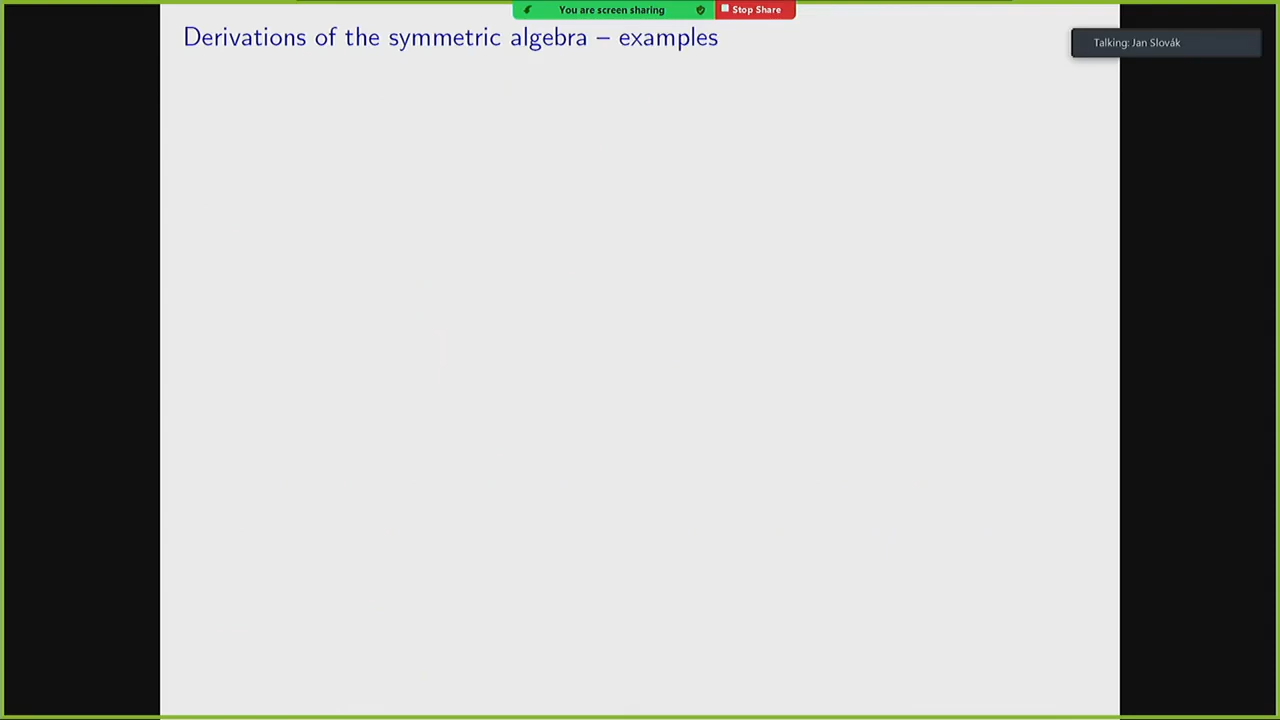 You are screen sharing
Stop Share
Derivations of the symmetric algebra – examples
Talking: Jan Slovák